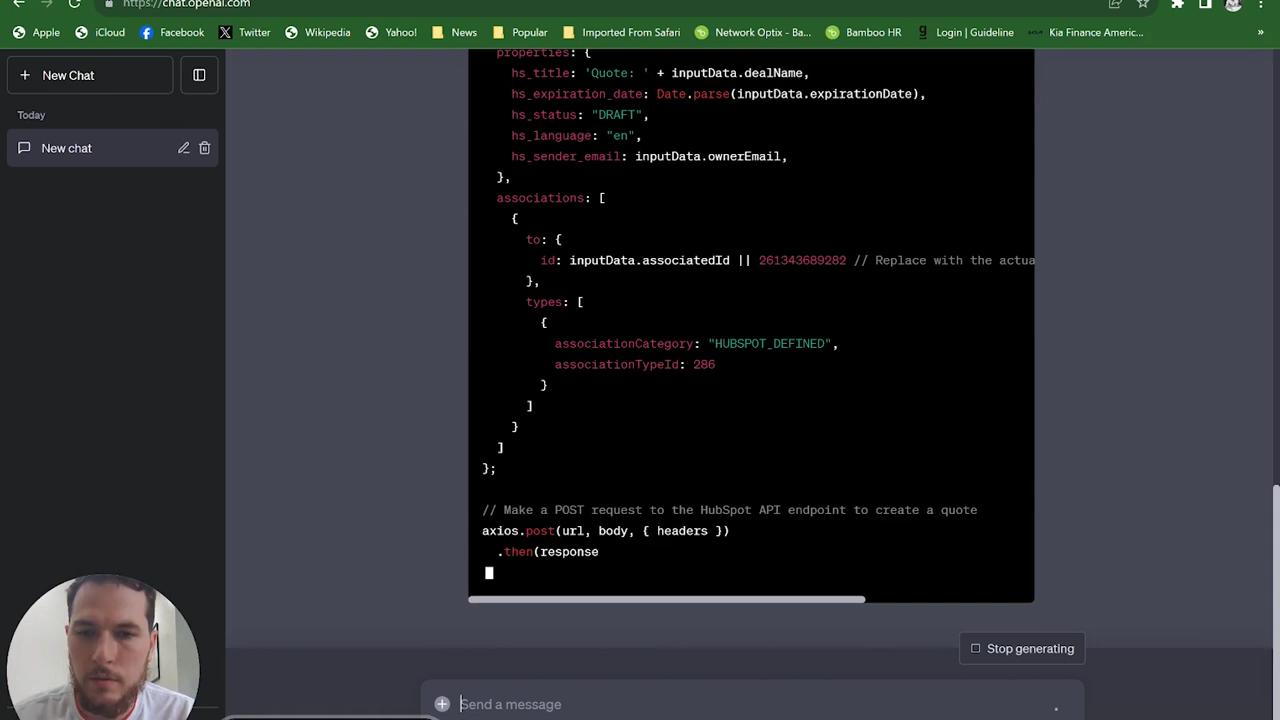 https://chat.openai.com
Apple
iCloud
Facebook
Twitter
Wikipedia
Yahoo!
News
Popular
Imported From Safari
Network Optix - Ba...
Bamboo HR
Login | Guideline
Kia Finance Americ...
»
+ New Chat
Today
New chat
properties: {
hs_title: 'Quote: ' + inputData.dealName,
hs_expiration_date: Date.parse(inputData.expirationDate),
hs_status: "DRAFT",
hs_language: "en",
hs_sender_email: inputData.ownerEmail,
},
associations: [
{
to: {
id: inputData.associatedId || 261343689282 // Replace with the actua
},
types: [
{
associationCategory: "HUBSPOT_DEFINED",
associationTypeId: 286
}
]
}
]
};
// Make a POST request to the HubSpot API endpoint to create a quote
axios.post(url, body, { headers })
.then(response
Stop generating
Send a message